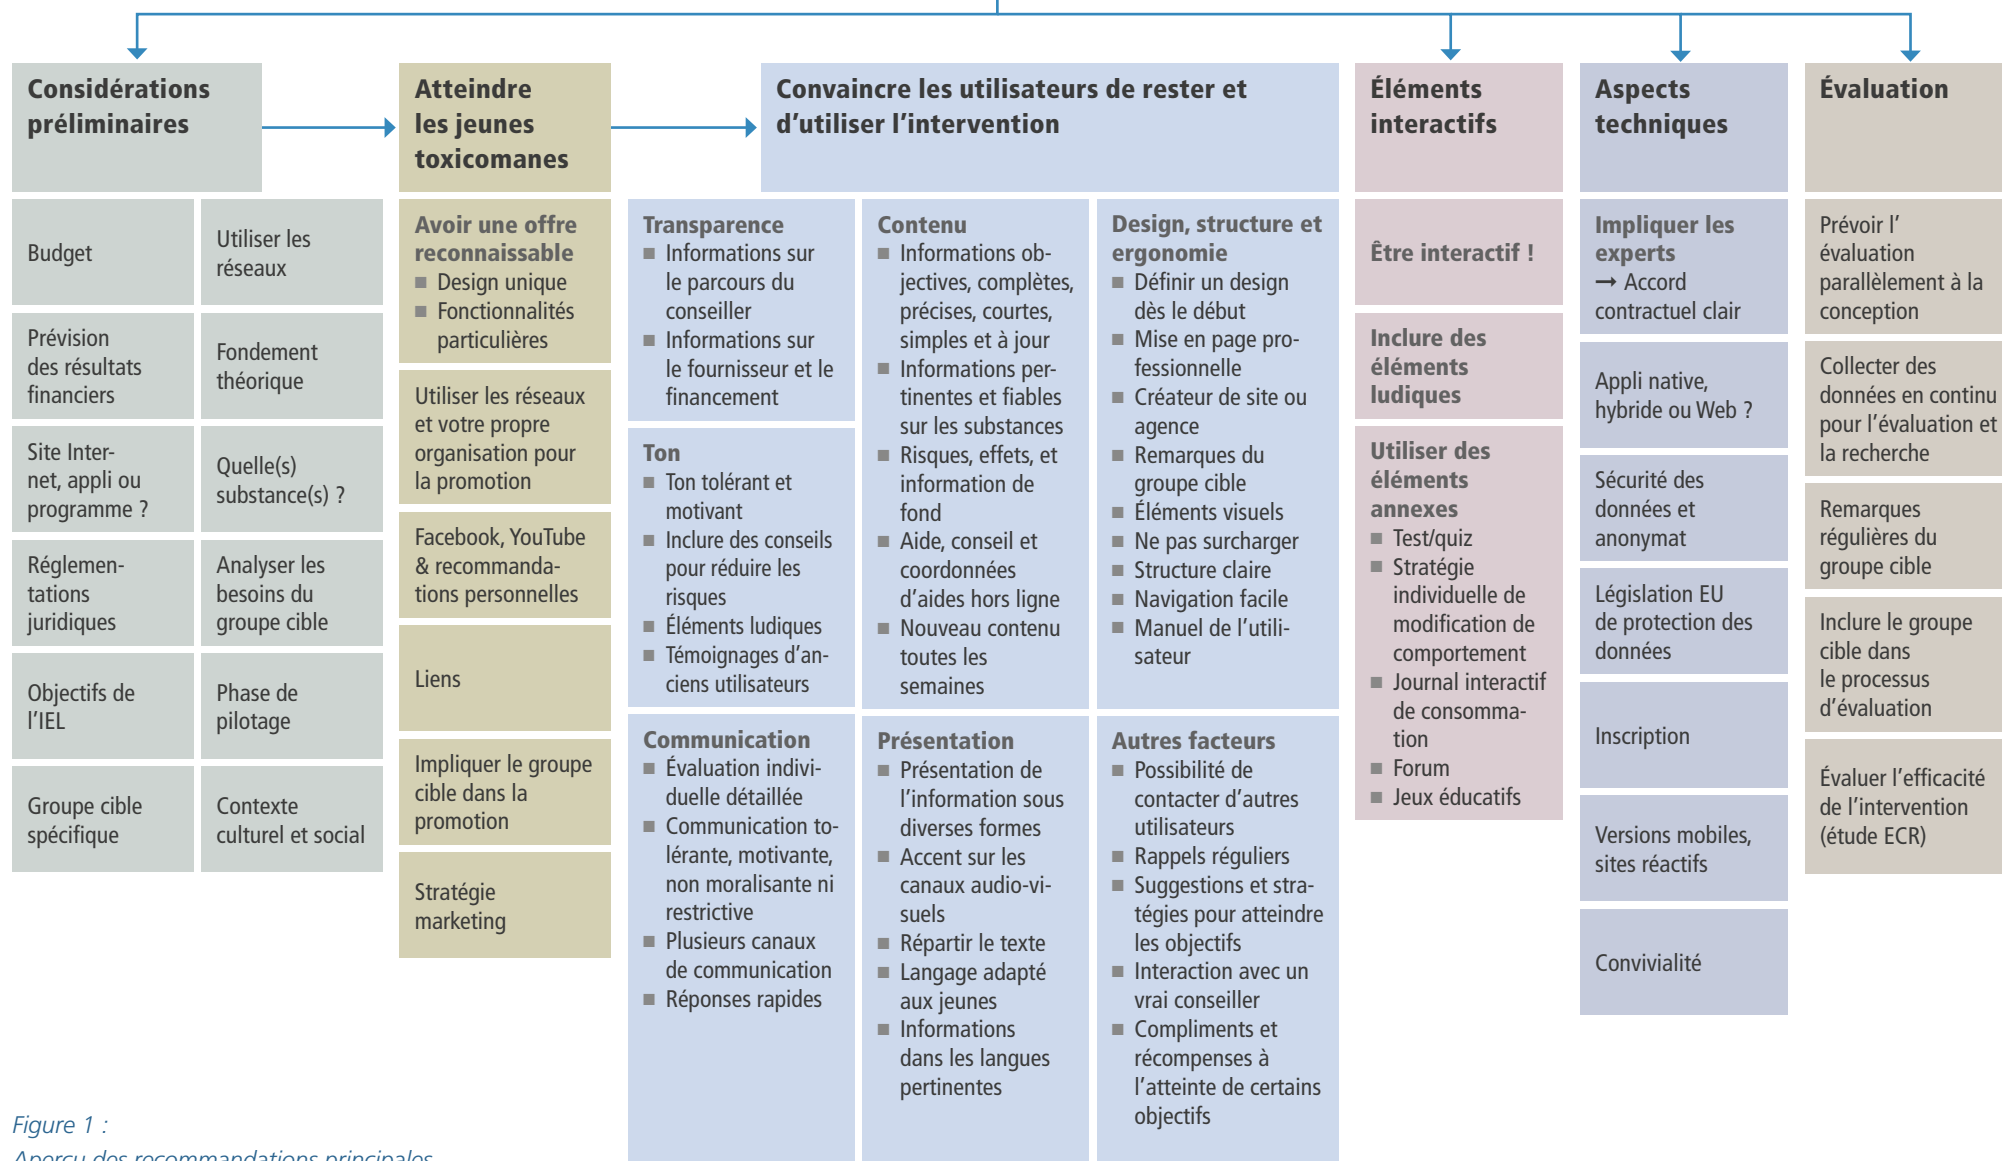 Considérations
préliminaires
Budget
Utiliser les
réseaux
Prévision
des résultats
financiers
Fondement
théorique
Site Inter-
net, appli ou
programme ?
Quelle(s)
substance(s) ?
Réglemen-
tations
juridiques
Analyser les
besoins du
groupe cible
Objectifs de
l’IEL
Phase de
pilotage
Groupe cible
spécifique
Contexte
culturel et social
Atteindre
les jeunes
toxicomanes
Avoir une offre
reconnaissable
■ Design unique
■ Fonctionnalités
particulières
Utiliser les réseaux
et votre propre
organisation pour
la promotion
Facebook, YouTube
& recommanda-
tions personnelles
Liens
Impliquer le groupe
cible dans la
promotion
Stratégie
marketing
Convaincre les utilisateurs de rester et
d’utiliser l’intervention
Transparence
■ Informations sur
le parcours du
conseiller
■ Informations sur
le fournisseur et le
financement
Ton
■ Ton tolérant et
motivant
■ Inclure des conseils
pour réduire les
risques
■ Éléments ludiques
■ Témoignages d’an-
ciens utilisateurs
Communication
■ Évaluation indivi-
duelle détaillée
■ Communication to-
lérante, motivante,
non moralisante ni
restrictive
■ Plusieurs canaux
de communication
■ Réponses rapides
Contenu
■ Informations ob-
jectives, complètes,
précises, courtes,
simples et à jour
■ Informations per-
tinentes et fiables
sur les substances
■ Risques, effets, et
information de
fond
■ Aide, conseil et
coordonnées
d’aides hors ligne
■ Nouveau contenu
toutes les
semaines
Présentation
■ Présentation de
l’information sous
diverses formes
■ Accent sur les
canaux audio-vi-
suels
■ Répartir le texte
■ Langage adapté
aux jeunes
■ Informations
dans les langues
pertinentes
Design, structure et
ergonomie
■ Définir un design
dès le début
■ Mise en page pro-
fessionnelle
■ Créateur de site ou
agence
■ Remarques du
groupe cible
■ Éléments visuels
■ Ne pas surcharger
■ Structure claire
■ Navigation facile
■ Manuel de l’utili-
sateur
Autres facteurs
■ Possibilité de
contacter d’autres
utilisateurs
■ Rappels réguliers
■ Suggestions et stra-
tégies pour atteindre
les objectifs
■ Interaction avec un
vrai conseiller
■ Compliments et
récompenses à
l’atteinte de certains
objectifs
Éléments
interactifs
Être interactif !
Inclure des
éléments
ludiques
Utiliser des
éléments
annexes
■ Test/quiz
■ Stratégie
individuelle de
modification de
comportement
■ Journal interactif
de consomma-
tion
■ Forum
■ Jeux éducatifs
Aspects
techniques
Impliquer les
experts
→ Accord
contractuel clair
Appli native,
hybride ou Web ?
Sécurité des
données et
anonymat
Législation EU
de protection des
données
Inscription
Versions mobiles,
sites réactifs
Convivialité
Évaluation
Prévoir l’
évaluation
parallèlement à la
conception
Collecter des
données en continu
pour l’évaluation et
la recherche
Remarques
régulières du
groupe cible
Inclure le groupe
cible dans
le processus
d’évaluation
Évaluer l’efficacité
de l’intervention
(étude ECR)
Figure 1 :
Aperçu des recommandations principales